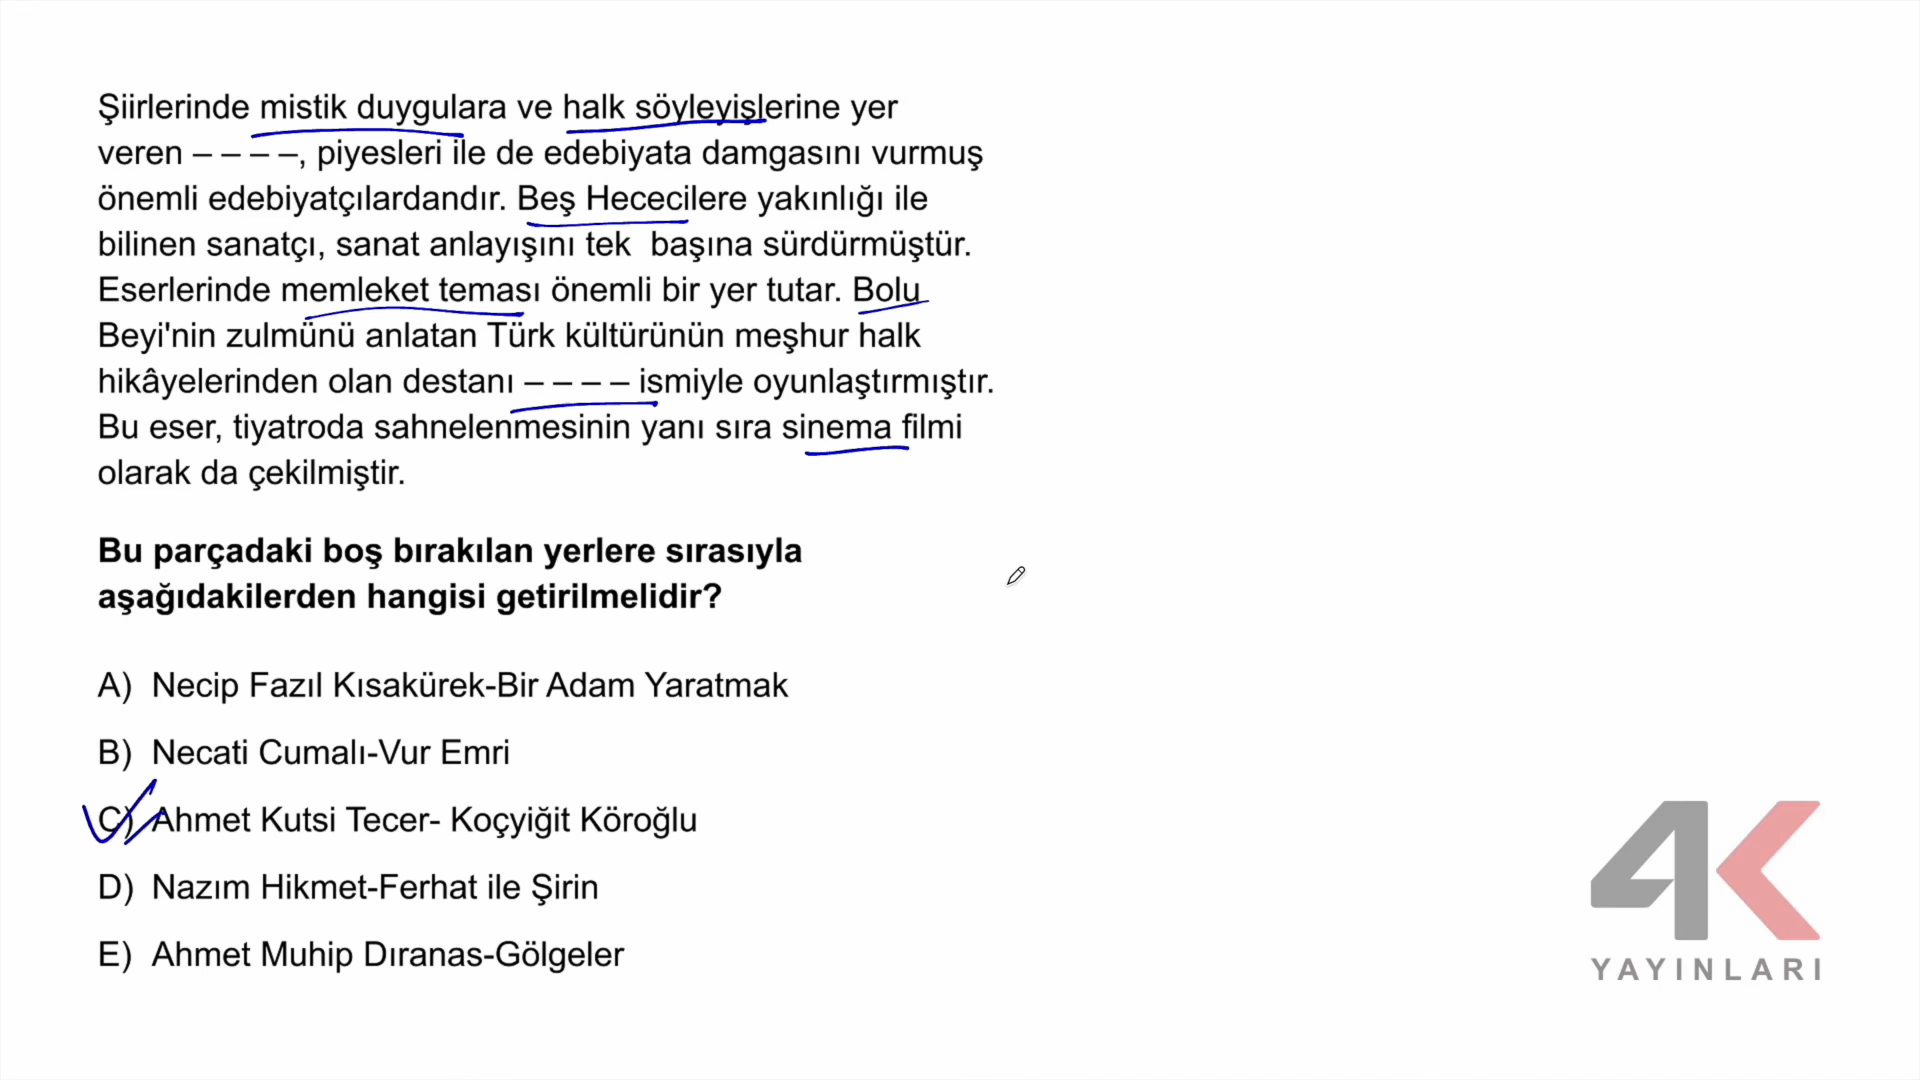 Şiirlerinde mistik duygulara ve halk söyleyişlerine yer
veren – – – –, piyesleri ile de edebiyata damgasını vurmuş
önemli edebiyatçılardandır. Beş Hececilere yakınlığı ile
bilinen sanatçı, sanat anlayışını tek  başına sürdürmüştür.
Eserlerinde memleket teması önemli bir yer tutar. Bolu
Beyi'nin zulmünü anlatan Türk kültürünün meşhur halk
hikâyelerinden olan destanı – – – – ismiyle oyunlaştırmıştır.
Bu eser, tiyatroda sahnelenmesinin yanı sıra sinema filmi
olarak da çekilmiştir.
Bu parçadaki boş bırakılan yerlere sırasıyla
aşağıdakilerden hangisi getirilmelidir?
A) Necip Fazıl Kısakürek-Bir Adam Yaratmak
B) Necati Cumalı-Vur Emri
C) Ahmet Kutsi Tecer- Koçyiğit Köroğlu
D) Nazım Hikmet-Ferhat ile Şirin
E) Ahmet Muhip Dıranas-Gölgeler
4K
YAYINLARI